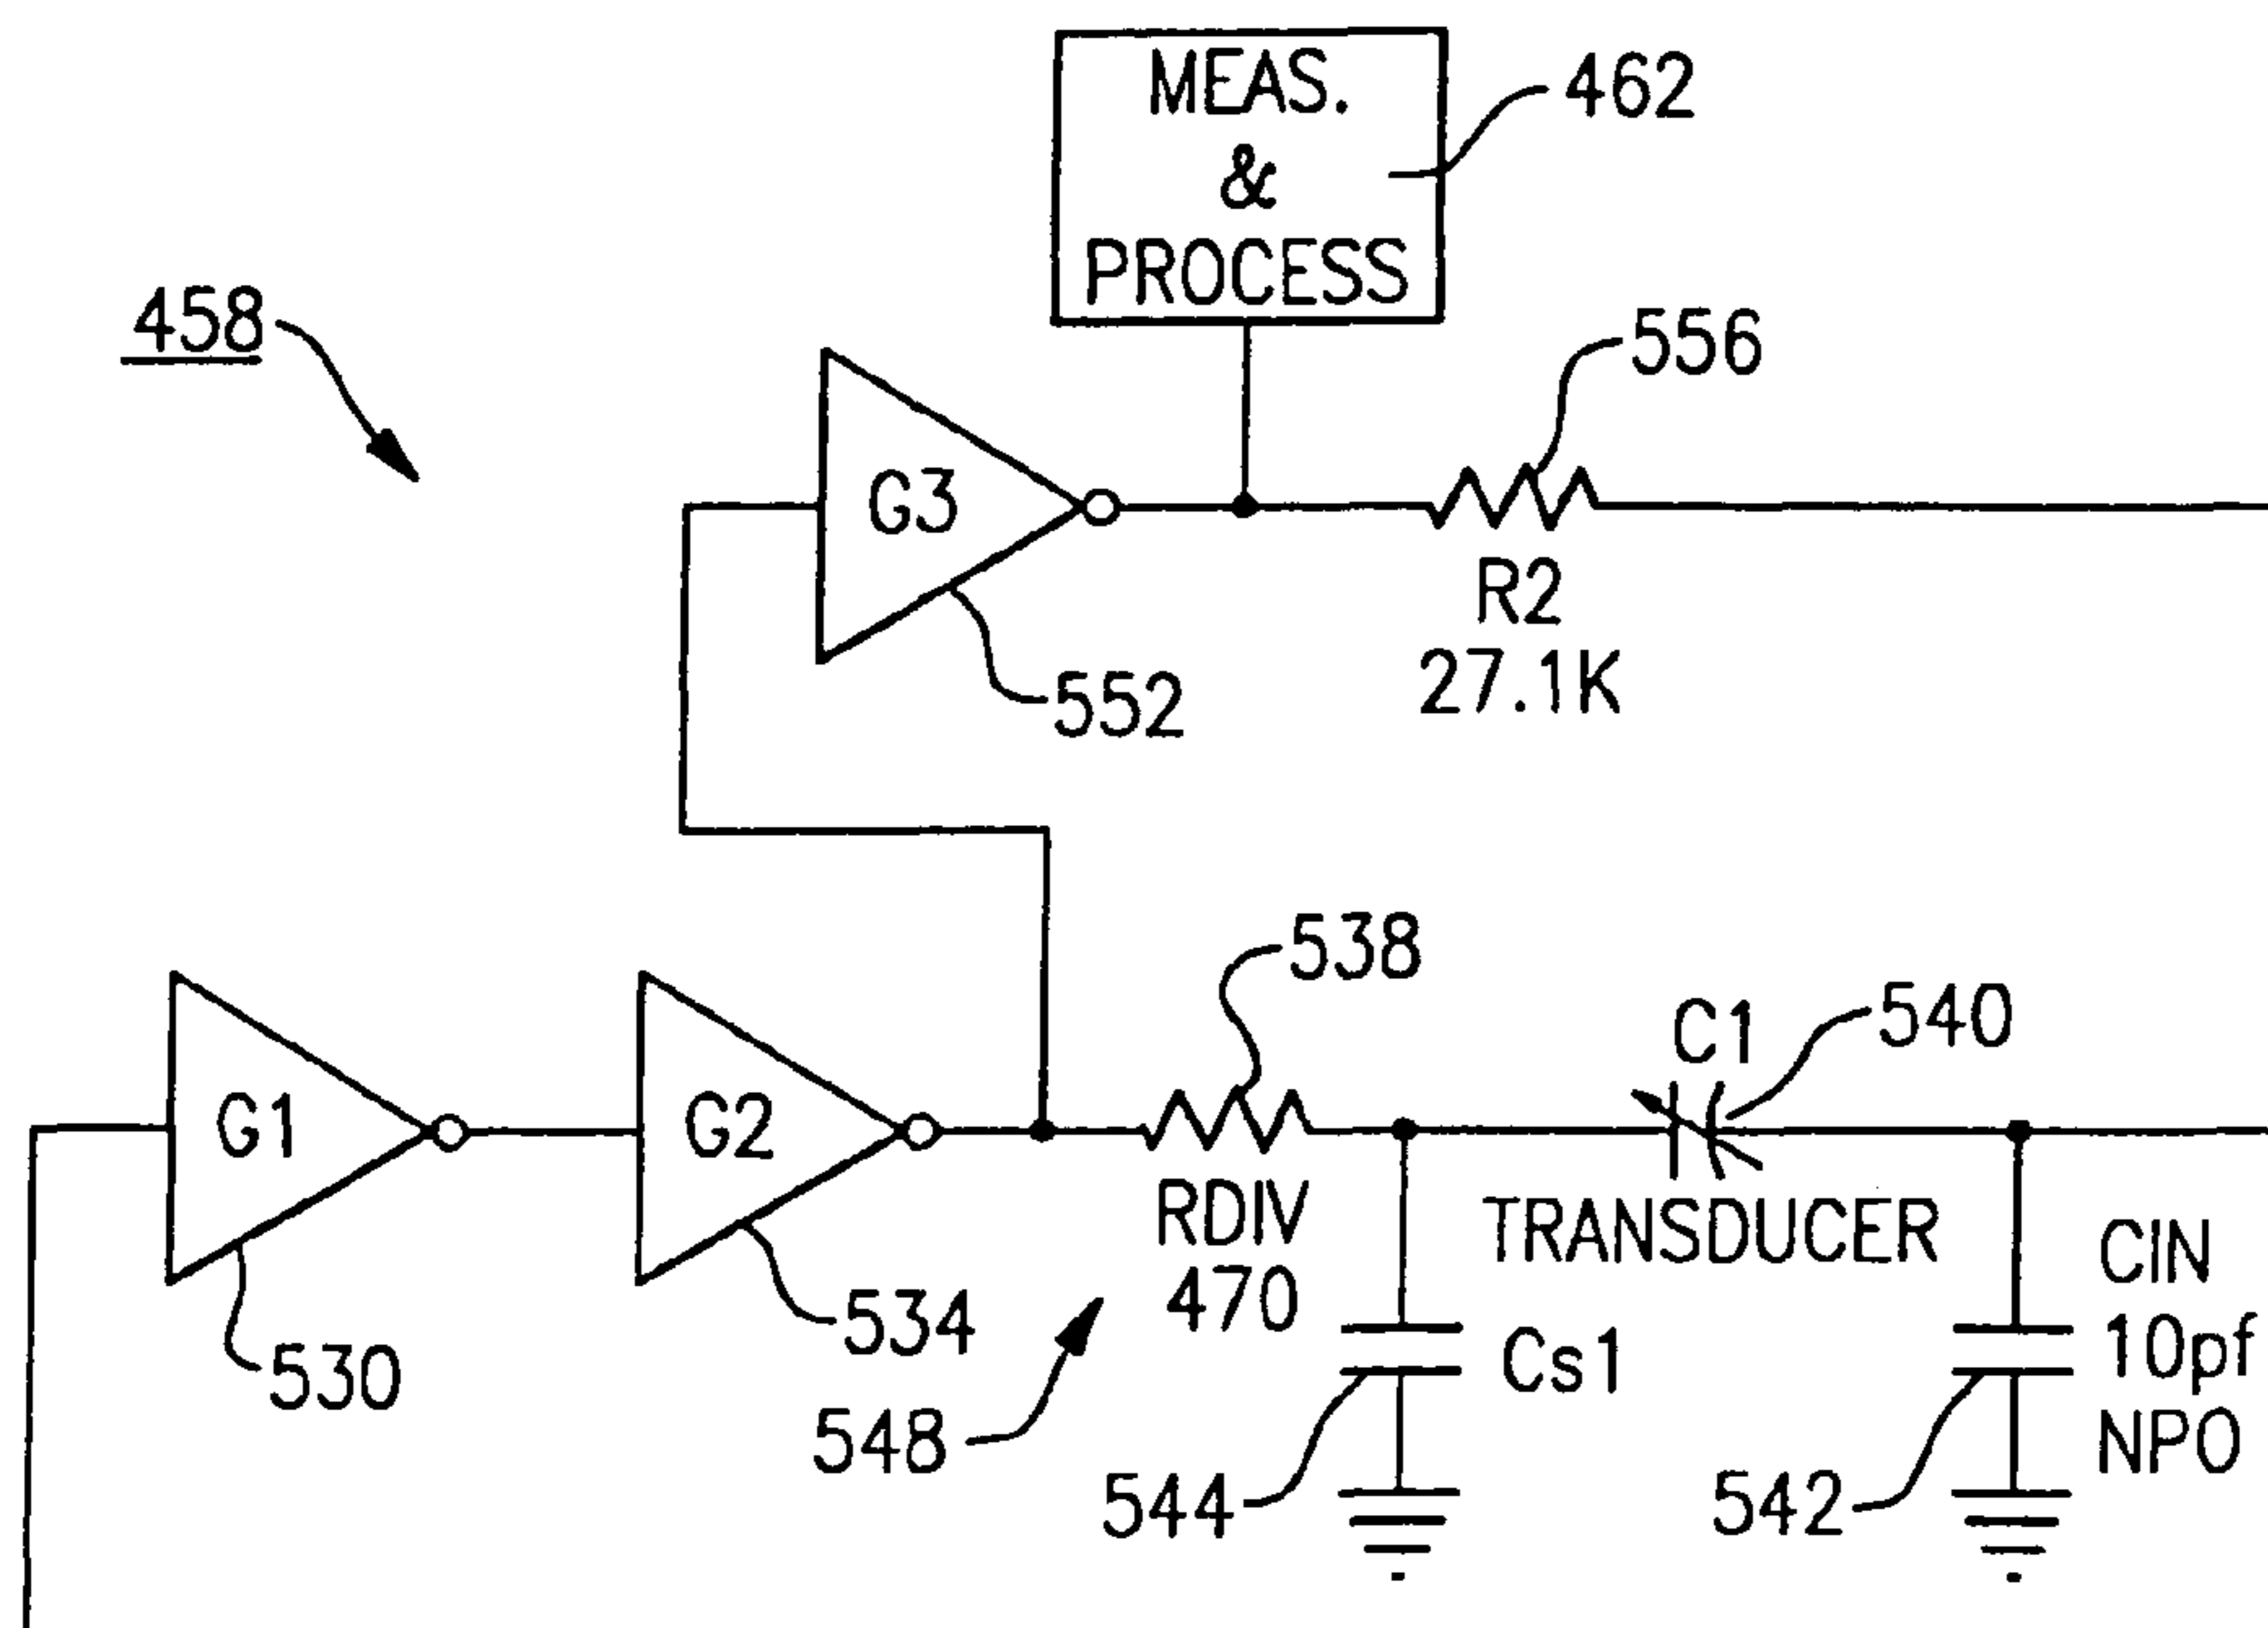 MEAS.
&
PROCESS
462
458
556
G3
R2
27.1K
552
538
C1
540
G1
G2
RDIV
470
TRANSDUCER
CIN
10pf
NPO
534
530
Cs1
548
544
542